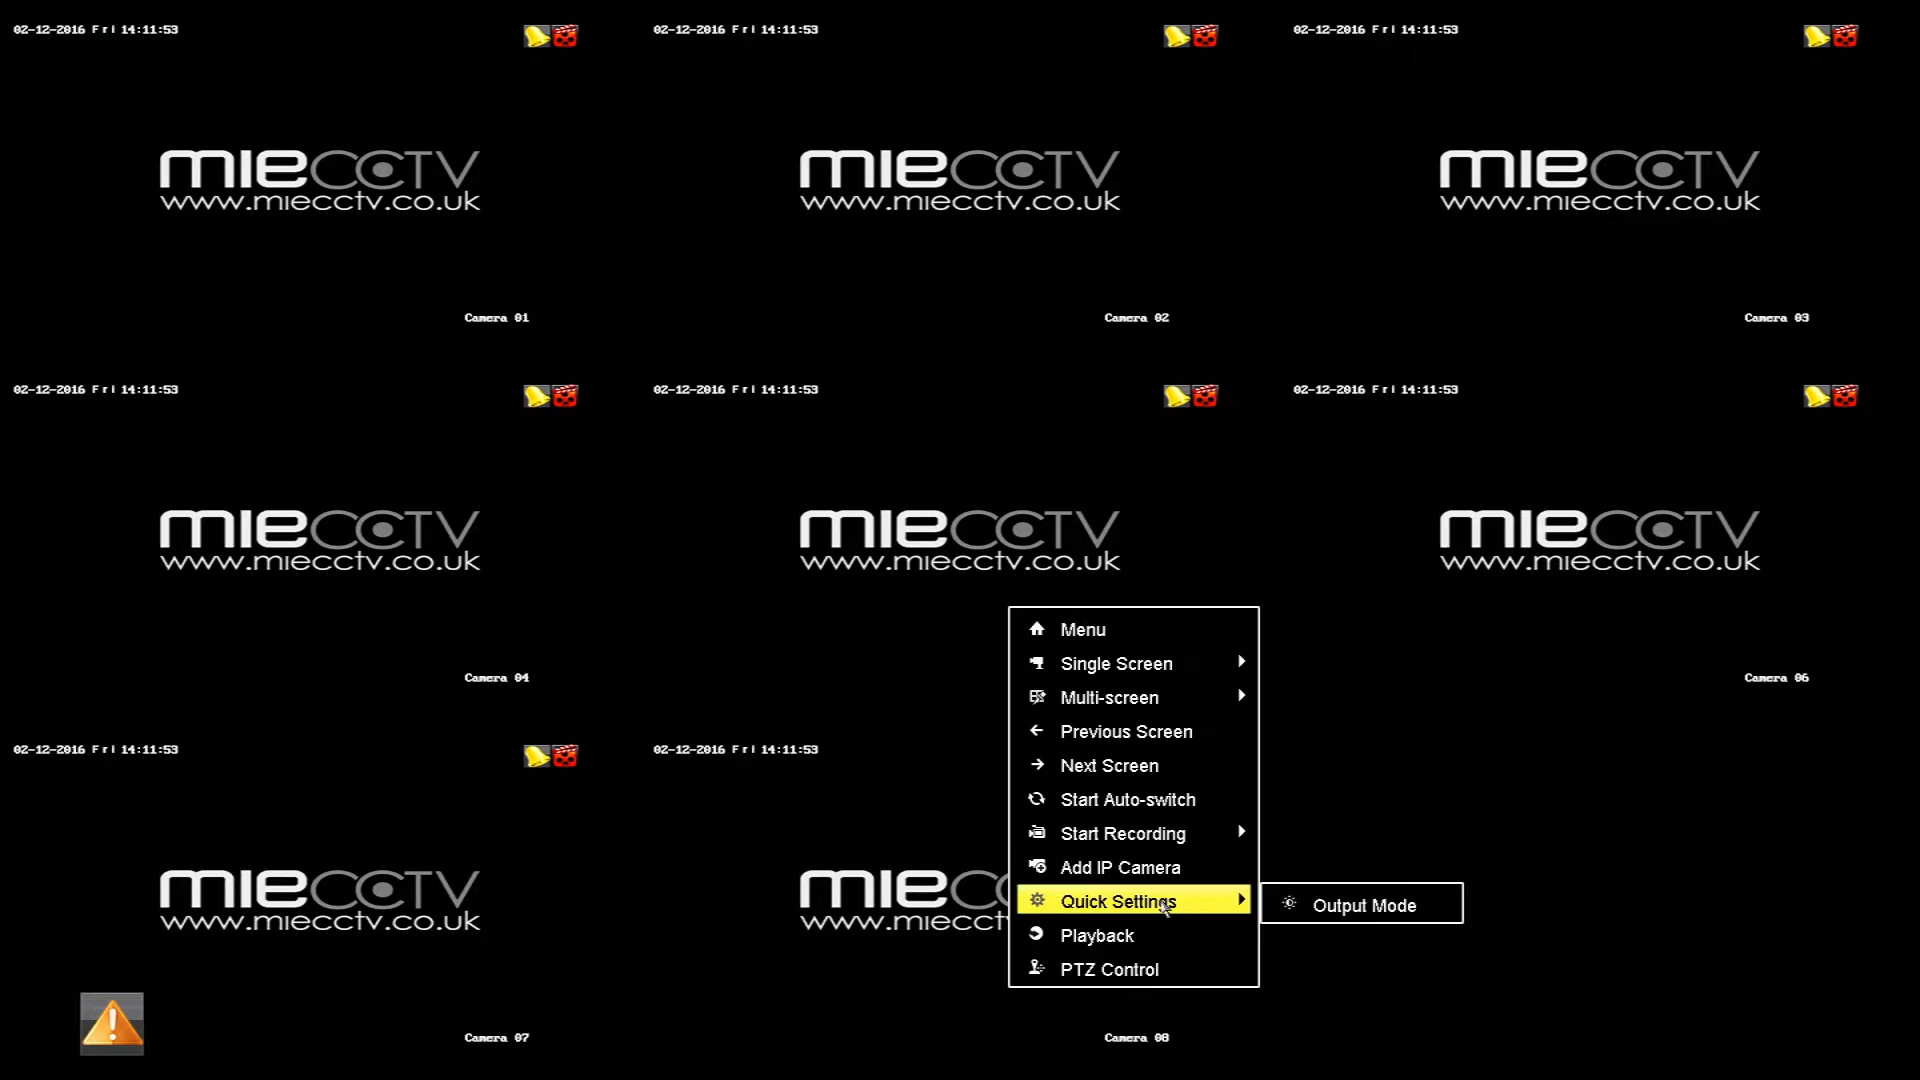 02-12-2016 Fri 14:11:53
02-12-2016 Fri 14:11:53
02-12-2016 Fri 14:11:53
mieCCTV
www.miecctv.co.uk
mieCCTV
www.miecctv.co.uk
mieCCTV
www.miecctv.co.uk
Camera 01
Camera 02
Camera 03
02-12-2016 Fri 14:11:53
02-12-2016 Fri 14:11:53
02-12-2016 Fri 14:11:53
mieCCTV
www.miecctv.co.uk
mieCCTV
www.miecctv.co.uk
mieCCTV
www.miecctv.co.uk
Camera 04
Camera 06
02-12-2016 Fri 14:11:53
02-12-2016 Fri 14:11:53
mieCCTV
www.miecctv.co.uk
mieC
www.miecc
Camera 07
Camera 08
Menu
Single Screen
Multi-screen
Previous Screen
Next Screen
Start Auto-switch
Start Recording
Add IP Camera
Quick Settings
Output Mode
Playback
PTZ Control